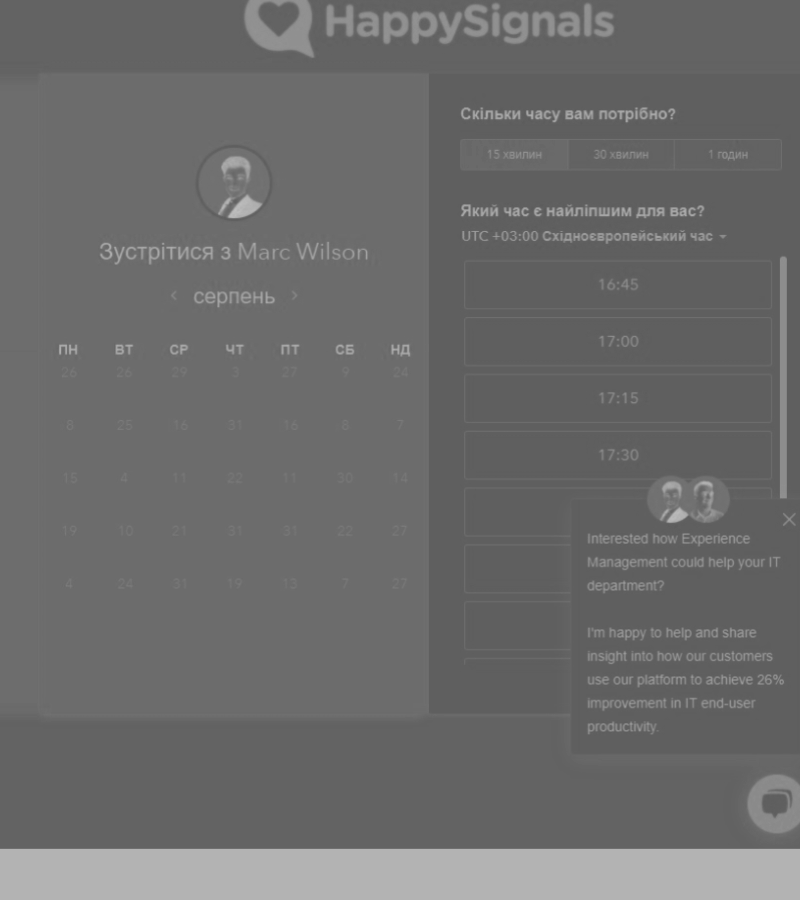 HappySignals
Зустрітися з Marc Wilson
серпень
ПН ВТ СР ЧТ ПТ СБ НД
26 26 29 3 27 9 24
8 25 16 31 16 8 7
15 4 11 22 11 30 14
19 10 21 31 31 22 27
4 24 31 19 13 7 27
Скільки часу вам потрібно?
15 хвилин 30 хвилин 1 годин
Який час є найліпшим для вас?
UTC +03:00 Східноєвропейський час
16:45
17:00
17:15
17:30
Interested how Experience
Management could help your IT
department?
I'm happy to help and share
insight into how our customers
use our platform to achieve 26%
improvement in IT end-user
productivity.